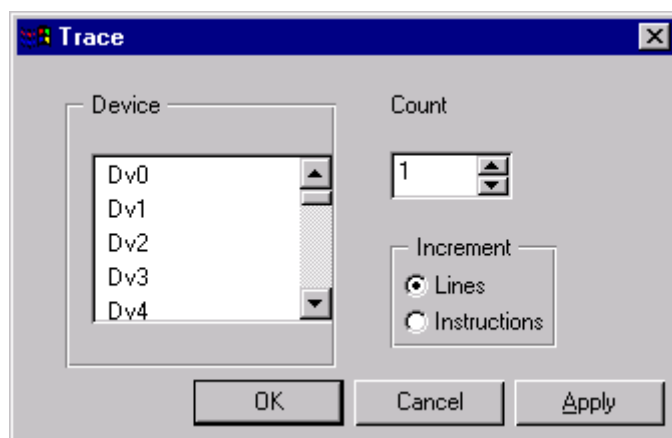 Trace
Device
Dv0
Dv1
Dv2
Dv3
Dv4
Count
1
Increment
Lines
Instructions
OK
Cancel
Apply